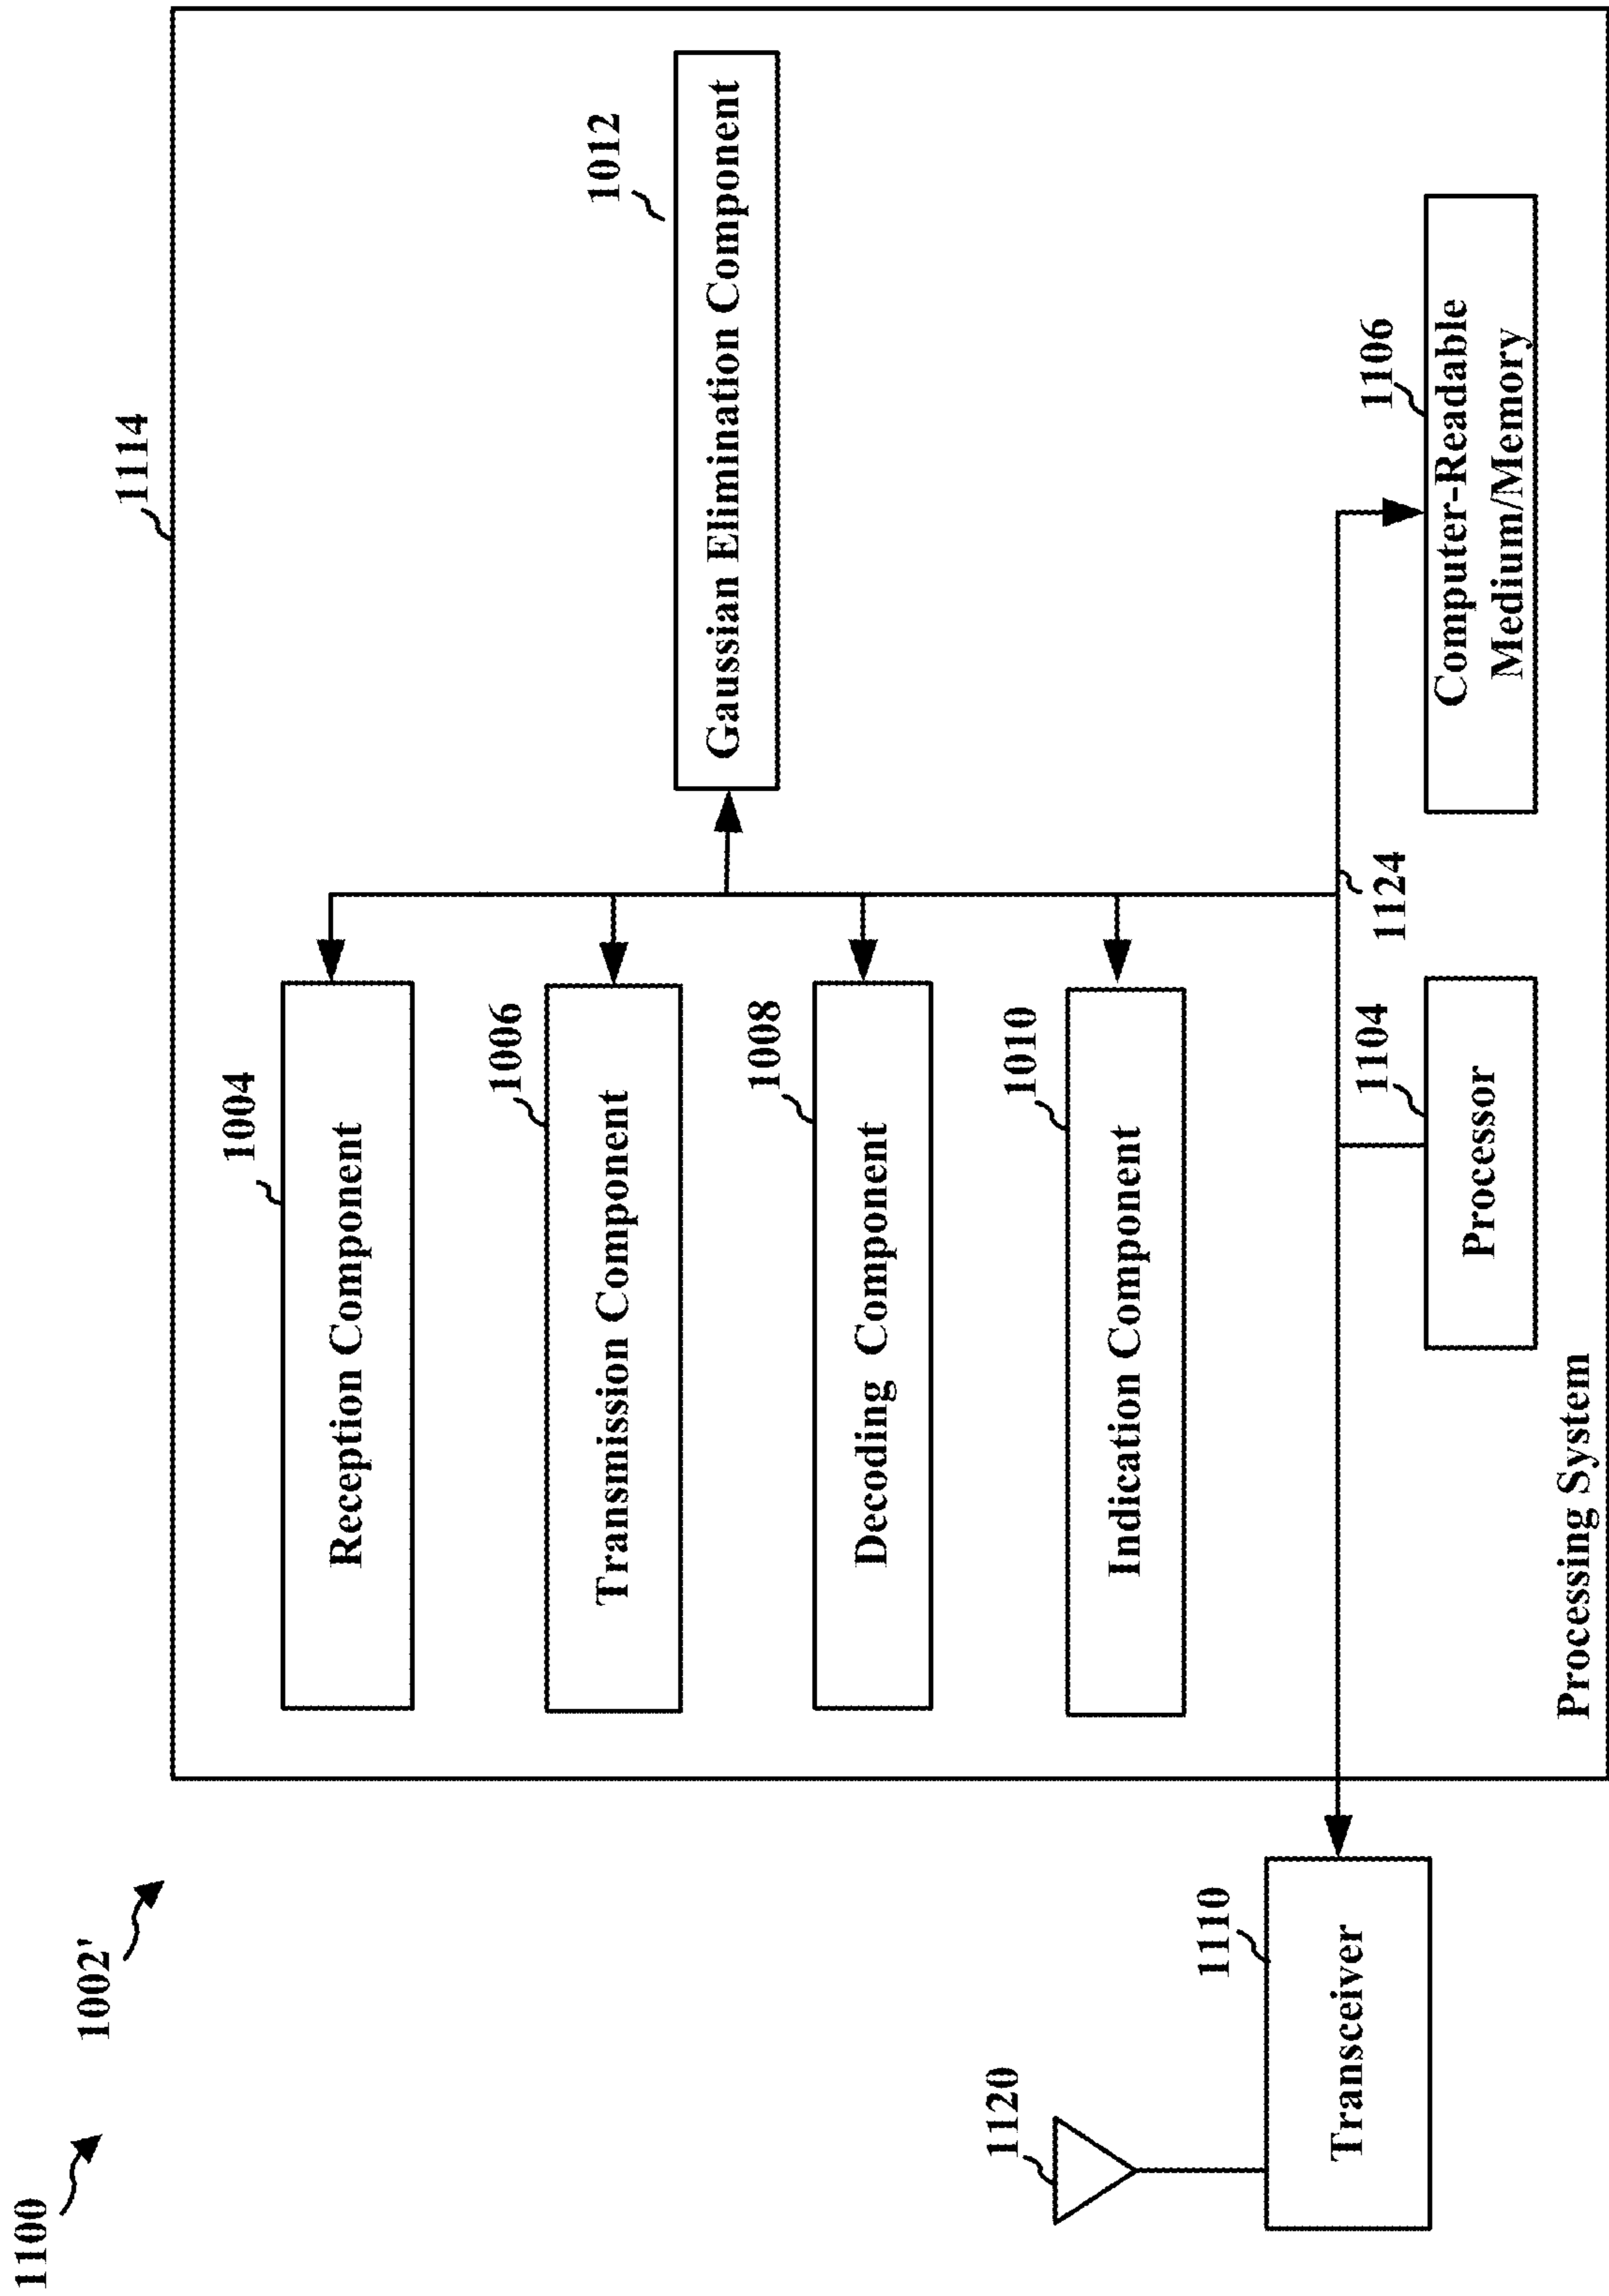 1100
1002'
1114
1004
Reception Component
1006
Transmission Component
1012
Gaussian Elimination Component
1008
Decoding Component
1010
Indication Component
1120
1110
Transceiver
1124
1104
Processor
1106
Computer-Readable
Medium/Memory
Processing System